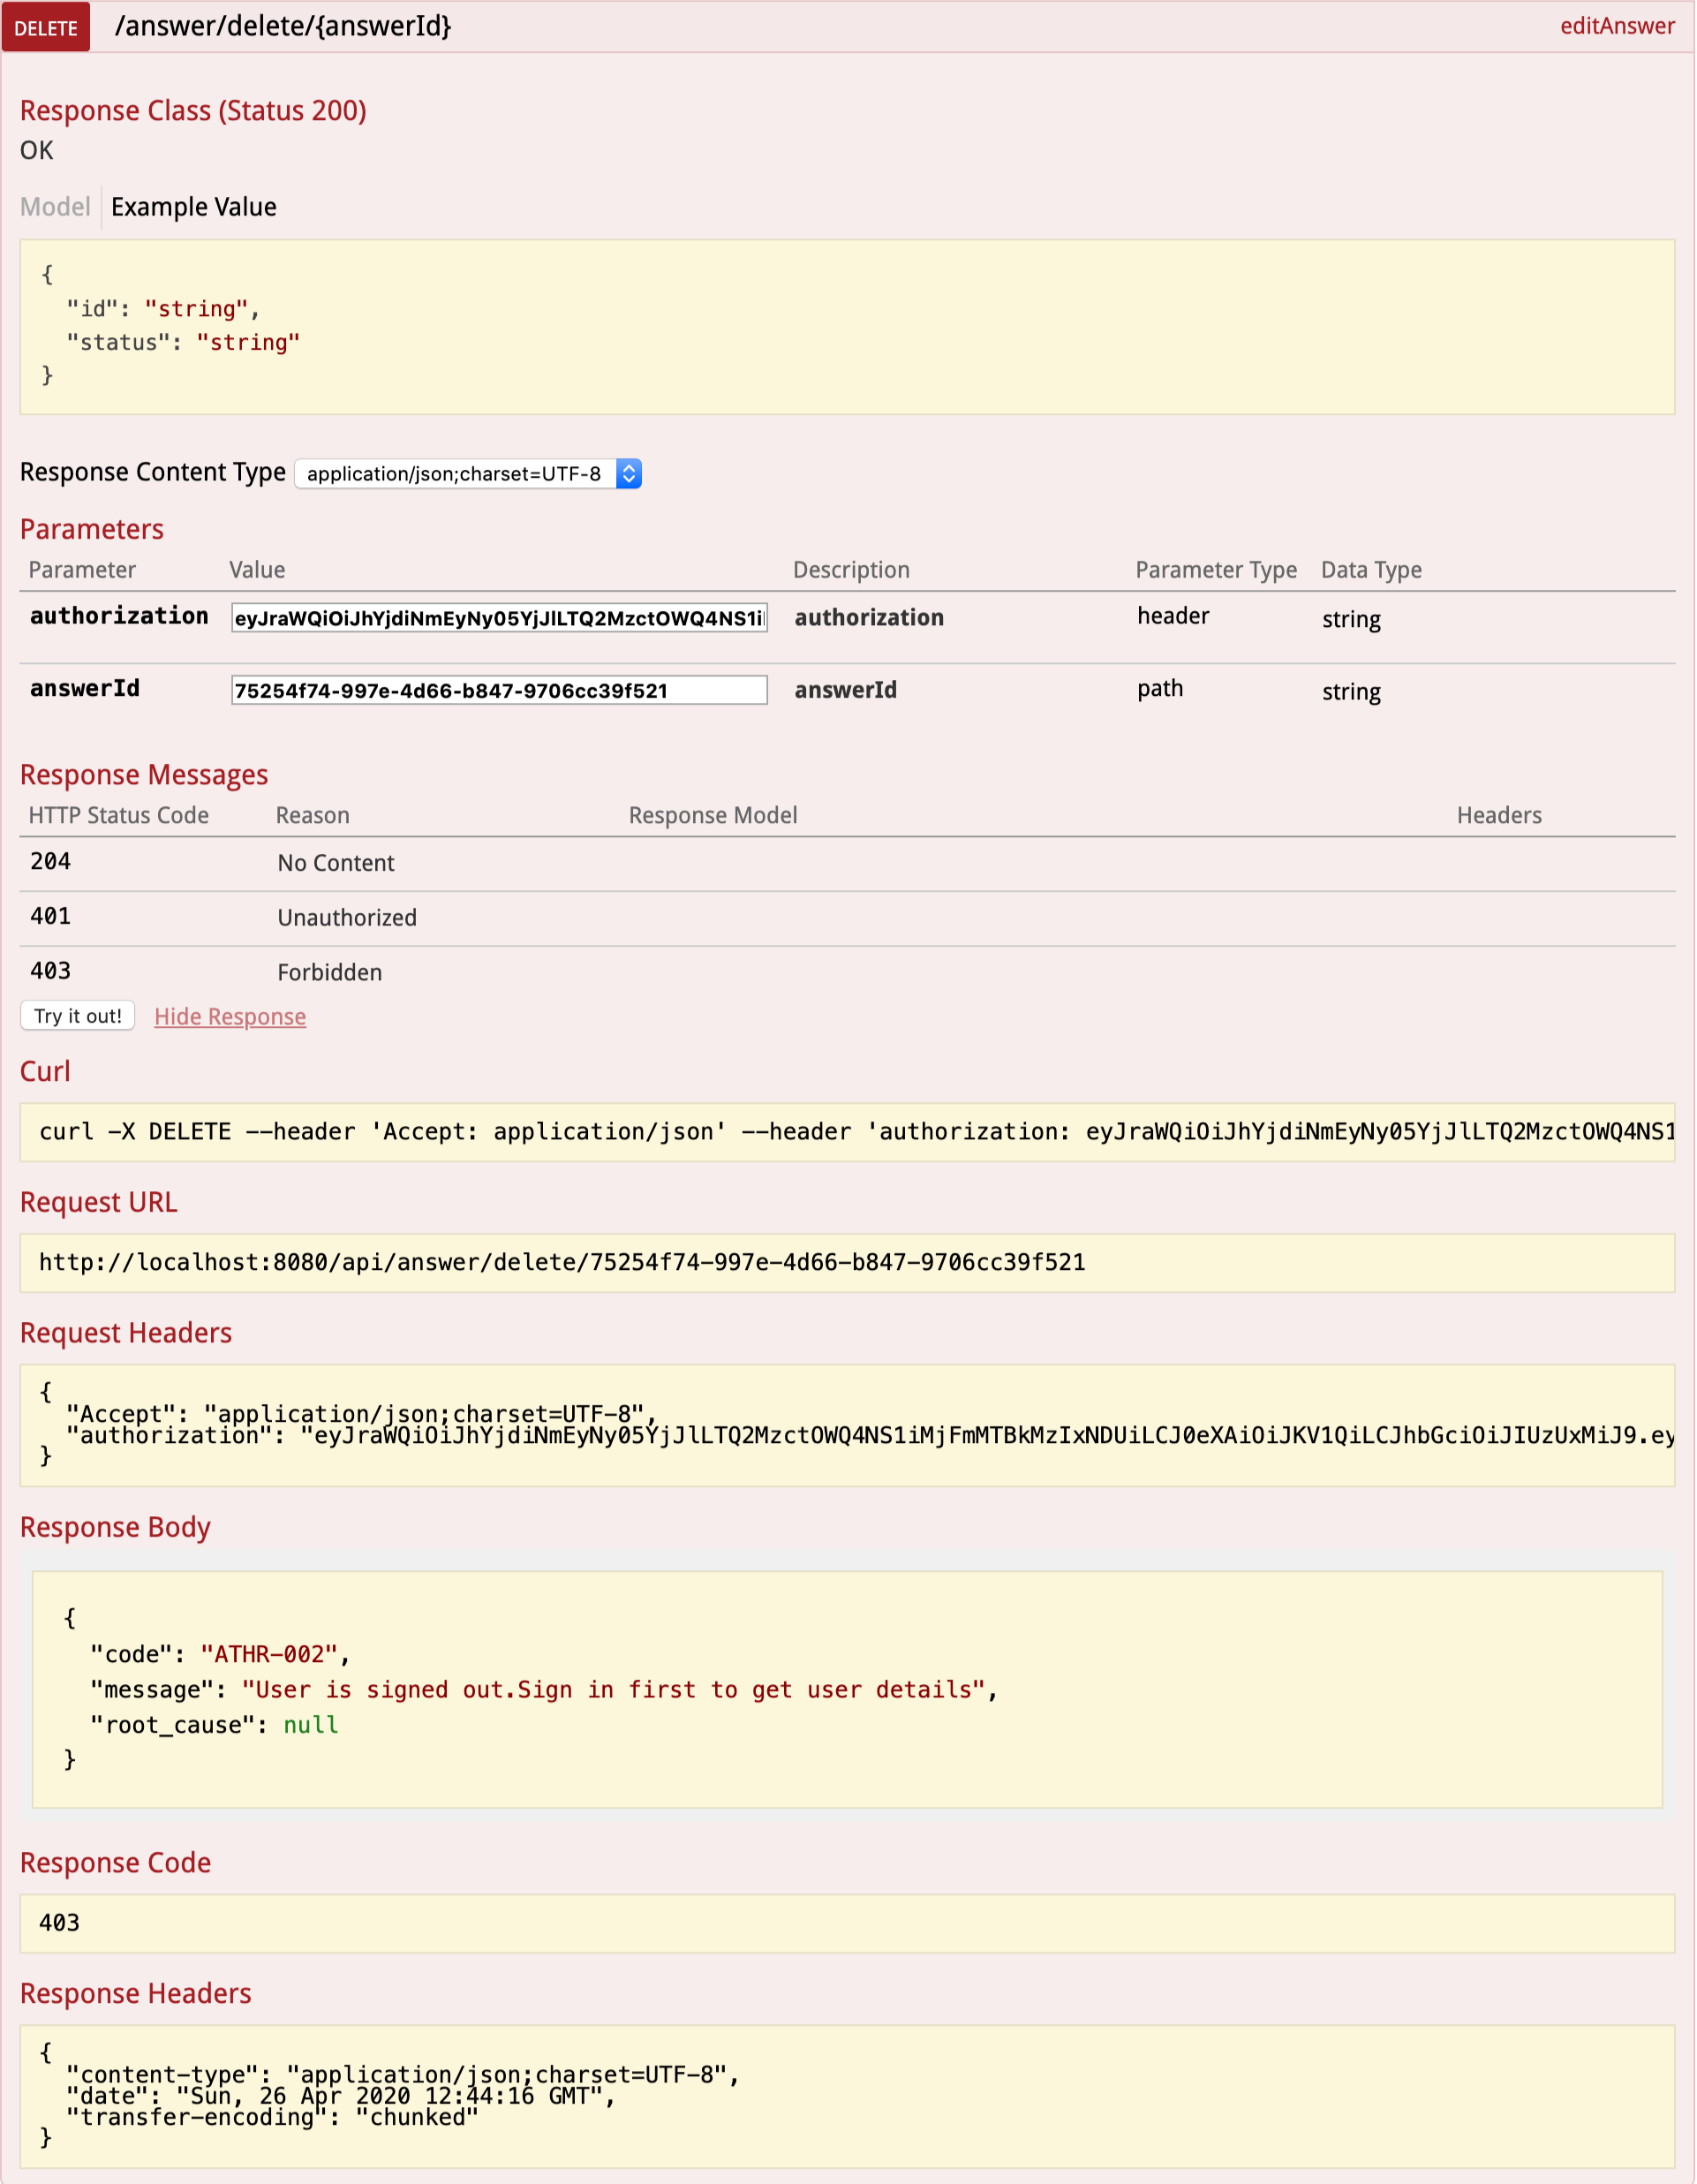 DELETE /answer/delete/{answerId} editAnswer
Response Class (Status 200)
OK
Model Example Value
{
"id": "string",
"status": "string"
}
Response Content Type application/json;charset=UTF-8
Parameters
Parameter Value Description Parameter Type Data Type
authorization eyJraWQiOiJhYjdiNmEyNy05YjJlLTQ2MzctOWQ4NS1i authorization header string
answerId 75254f74-997e-4d66-b847-9706cc39f521 answerId path string
Response Messages
HTTP Status Code Reason Response Model Headers
204 No Content
401 Unauthorized
403 Forbidden
Try it out! Hide Response
Curl
curl -X DELETE --header 'Accept: application/json' --header 'authorization: eyJraWQiOiJhYjdiNmEyNy05YjJlLTQ2MzctOWQ4NS1
Request URL
http://localhost:8080/api/answer/delete/75254f74-997e-4d66-b847-9706cc39f521
Request Headers
{
"Accept": "application/json;charset=UTF-8",
"authorization": "eyJraWQiOiJhYjdiNmEyNy05YjJlLTQ2MzctOWQ4NS1iMjFmMTBkMzIxNDUiLCJ0eXAiOiJKV1QiLCJhbGciOiJIUzUxMiJ9.ey
}
Response Body
{
"code": "ATHR-002",
"message": "User is signed out.Sign in first to get user details",
"root_cause": null
}
Response Code
403
Response Headers
{
"content-type": "application/json;charset=UTF-8",
"date": "Sun, 26 Apr 2020 12:44:16 GMT",
"transfer-encoding": "chunked"
}